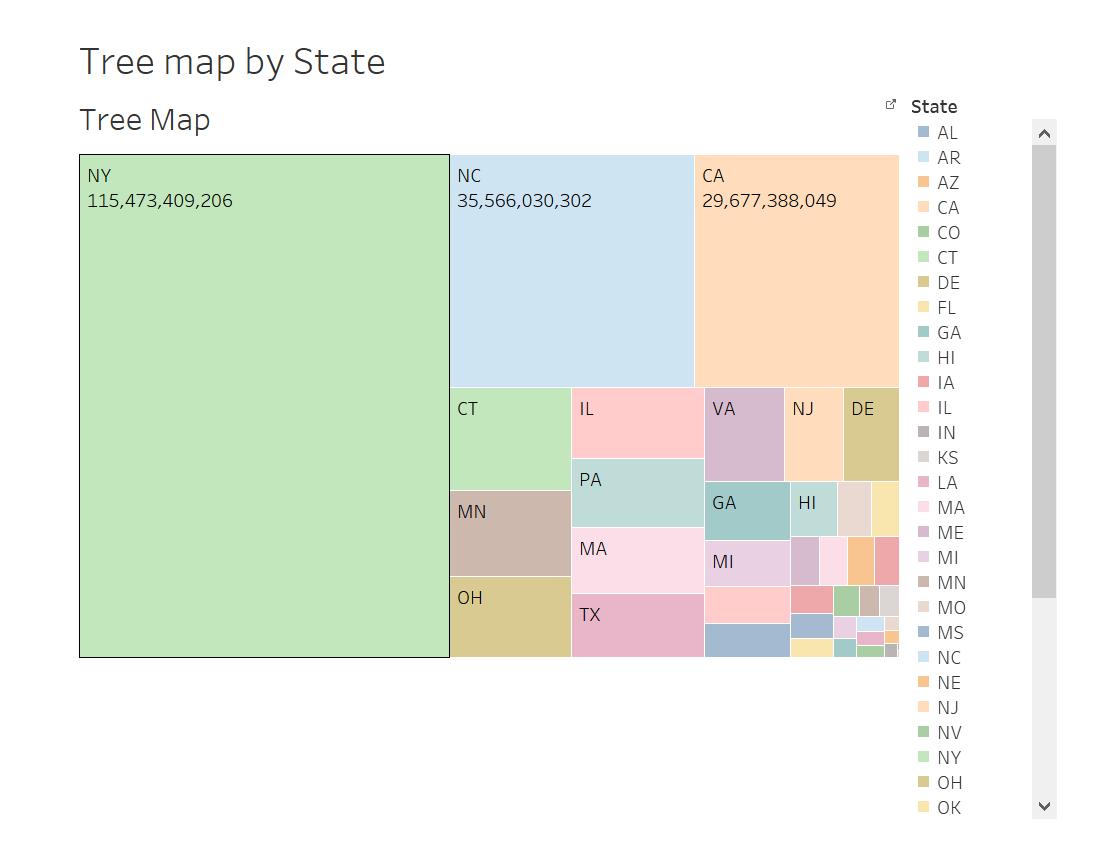 Tree map by State
Tree Map
NY
115,473,409,206
NC
35,566,030,302
CA
29,677,388,049
CT
IL
VA
NJ
DE
PA
MN
GA
HI
MA
MI
OH
TX
State
AL
AR
AZ
CA
CO
CT
DE
FL
GA
HI
IA
IL
IN
KS
LA
MA
ME
MI
MN
MO
MS
NC
NE
NJ
NV
NY
OH
OK